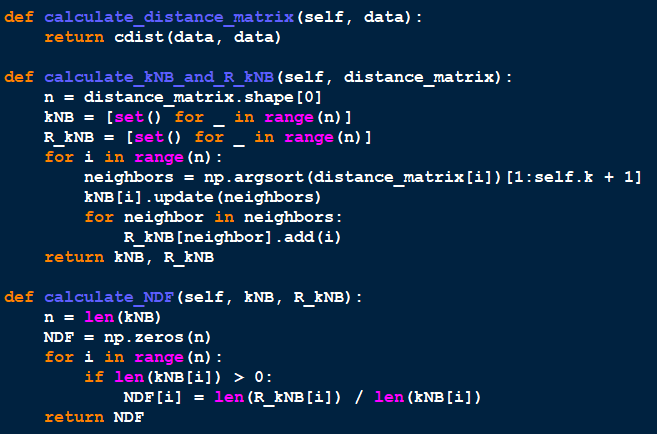 def calculate_distance_matrix(self, data):
    return cdist(data, data)

def calculate_kNB_and_R_kNB(self, distance_matrix):
    n = distance_matrix.shape[0]
    kNB = [set() for _ in range(n)]
    R_kNB = [set() for _ in range(n)]
    for i in range(n):
        neighbors = np.argsort(distance_matrix[i])[1:self.k + 1]
        kNB[i].update(neighbors)
        for neighbor in neighbors:
            R_kNB[neighbor].add(i)
    return kNB, R_kNB

def calculate_NDF(self, kNB, R_kNB):
    n = len(kNB)
    NDF = np.zeros(n)
    for i in range(n):
        if len(kNB[i]) > 0:
            NDF[i] = len(R_kNB[i]) / len(kNB[i])
    return NDF